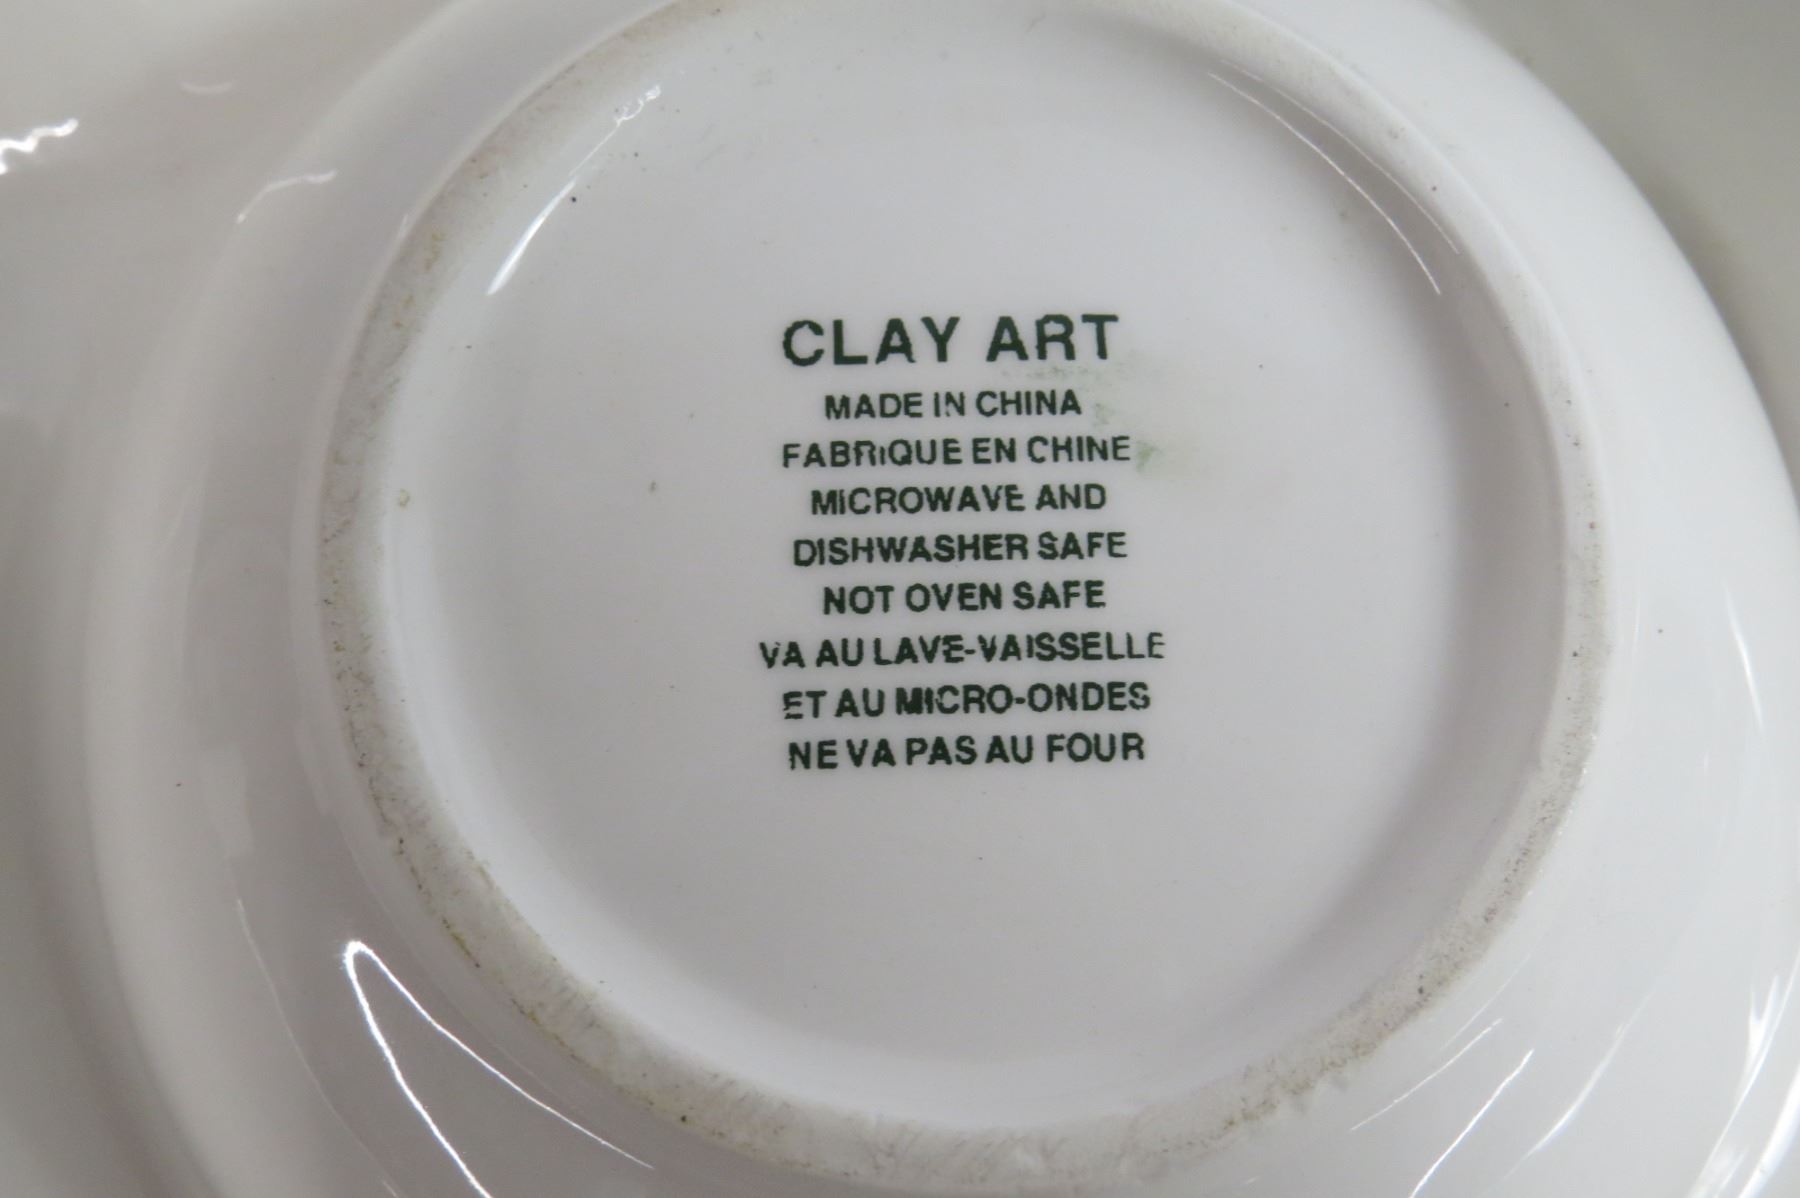 CLAY ART
MADE IN CHINA
FABRIQUE EN CHINE
MICROWAVE AND
DISHWASHER SAFE
NOT OVEN SAFE
VA AU LAVE-VAISSELLE
ET AU MICRO-ONDES
NE VA PAS AU FOUR